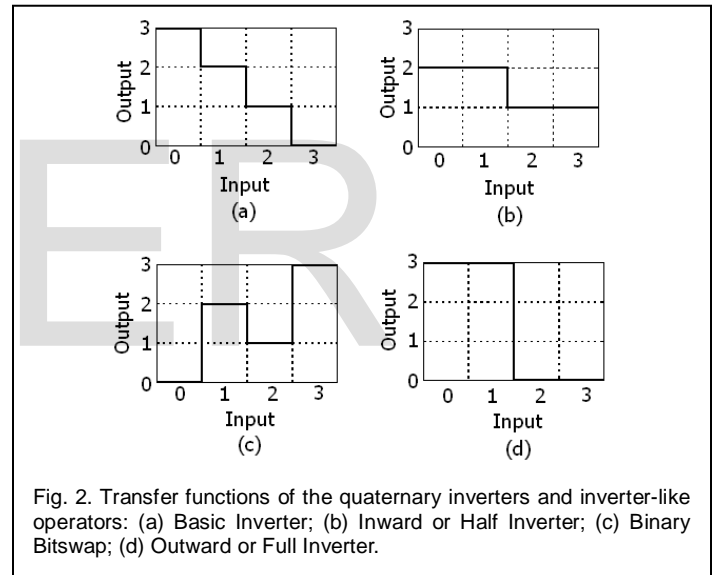 3
2
1
0
Output
0 1 2 3
Input
(a)
3
2
1
0
Output
0 1 2 3
Input
(b)
3
2
1
0
Output
0 1 2 3
Input
(c)
3
2
1
0
Output
0 1 2 3
Input
(d)
ER
Fig. 2. Transfer functions of the quaternary inverters and inverter-like
operators: (a) Basic Inverter; (b) Inward or Half Inverter; (c) Binary
Bitswap; (d) Outward or Full Inverter.